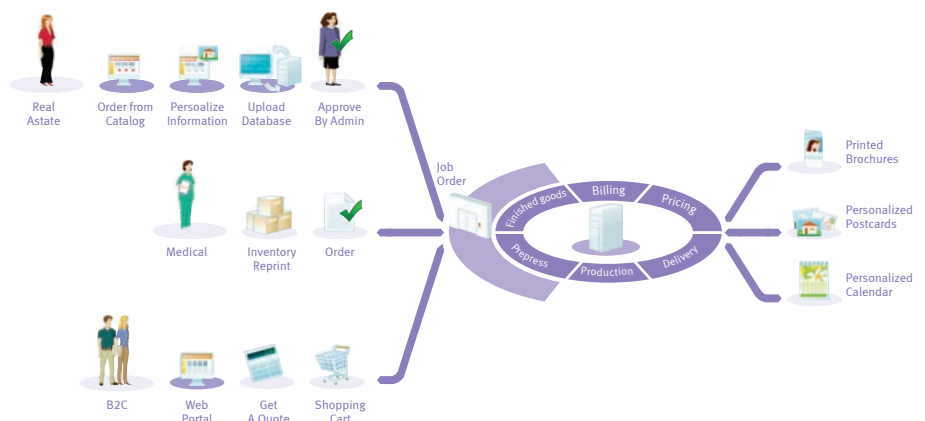 Real
Astate
Order from
Catalog
Persoalize
Information
Upload
Database
Approve
By Admin
Job
Order
Medical
Inventory
Reprint
Order
Finished goods
Billing
Pricing
Prepress
Production
Delivery
Printed
Brochures
Personalized
Postcards
Personalized
Calendar
B2C
Web
Portal
Get
A Quote
Shopping
Cart